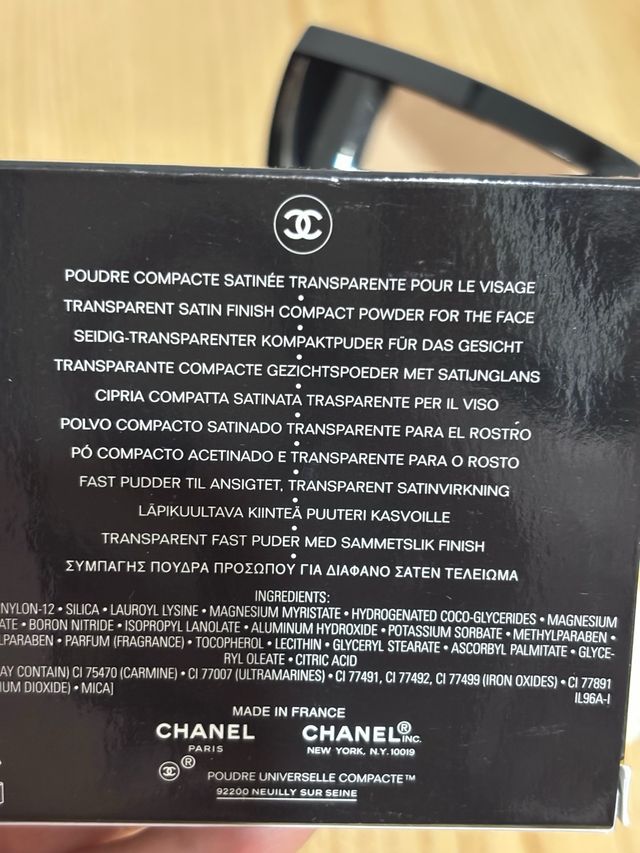 POUDRE COMPACTE SATINÉE TRANSPARENTE POUR LE VISAGE
•
TRANSPARENT SATIN FINISH COMPACT POWDER FOR THE FACE
•
SEIDIG-TRANSPARENTER KOMPAKTPUDER FÜR DAS GESICHT
•
TRANSPARANTE COMPACTE GEZICHTSPOEDER MET SATIJNGLANS
•
CIPRIA COMPATTA SATINATA TRASPARENTE PER IL VISO
•
POLVO COMPACTO SATINADO TRANSPARENTE PARA EL ROSTRO
•
PÓ COMPACTO ACETINADO E TRANSPARENTE PARA O ROSTO
•
FAST PUDDER TIL ANSIGTET, TRANSPARENT SATINVIRKNING
•
LÄPIKUULTAVA KIINTEÄ PUUTERI KASVOILLE
•
TRANSPARENT FAST PUDER MED SAMMETSLIK FINISH
•
ΣΥΜΠΑΓΗΣ ΠΟΥΔΡΑ ΠΡΟΣΩΠΟΥ ΓΙΑ ΔΙΑΦΑΝΟ ΣΑΤΕΝ ΤΕΛΕΙΩΜΑ
INGREDIENTS:
NYLON-12 • SILICA • LAUROYL LYSINE • MAGNESIUM MYRISTATE • HYDROGENATED COCO-GLYCERIDES • MAGNESIUM
ATE • BORON NITRIDE • ISOPROPYL LANOLATE • ALUMINUM HYDROXIDE • POTASSIUM SORBATE • METHYLPARABEN •
LPARABEN • PARFUM (FRAGRANCE) • TOCOPHEROL • LECITHIN • GLYCERYL STEARATE • ASCORBYL PALMITATE • GLYCE-
RYL OLEATE • CITRIC ACID
AY CONTAIN) CI 75470 (CARMINE) • CI 77007 (ULTRAMARINES) • CI 77491, CI 77492, CI 77499 (IRON OXIDES) • CI 77891
IUM DIOXIDE) • MICA]
IL96A-I
MADE IN FRANCE
CHANEL CHANEL® INC.
PARIS NEW YORK, N.Y. 10019
® POUDRE UNIVERSELLE COMPACTE™
92200 NEUILLY SUR SEINE